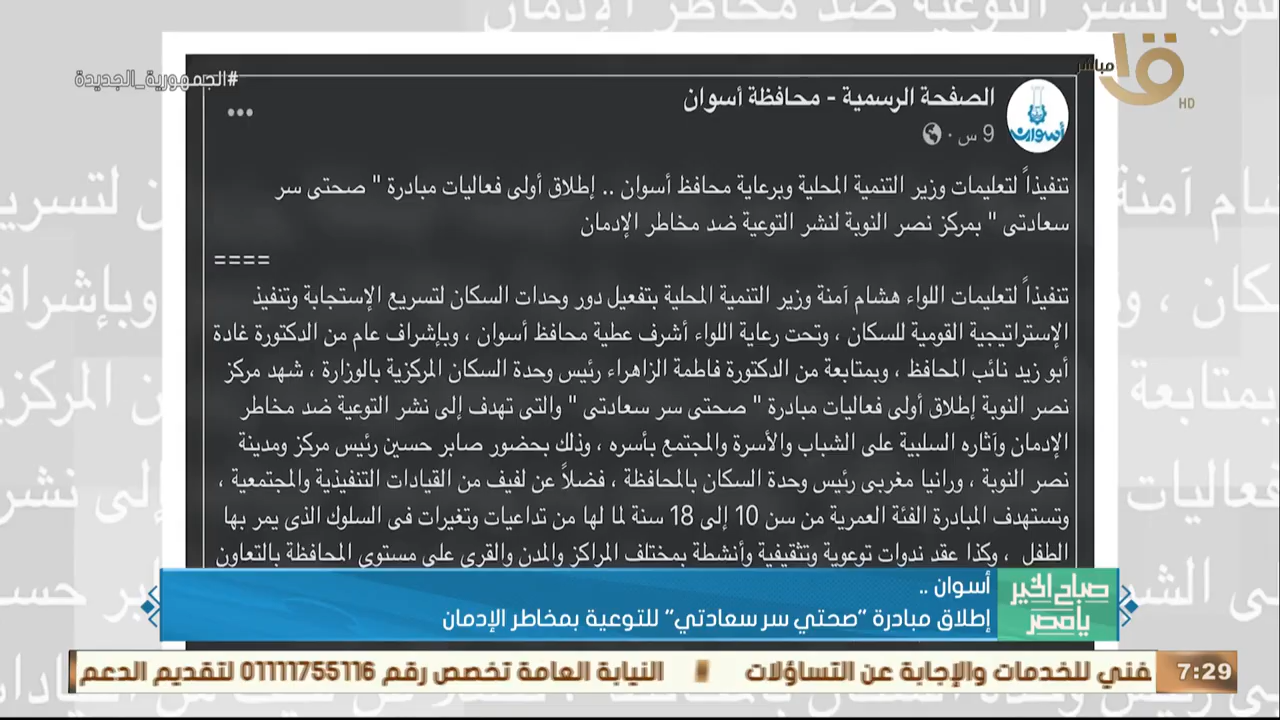 #الجمهورية_الجديدة
مباشر
HD
الصفحة الرسمية - محافظة أسوان
9 س ·
أسوان
تنفيذاً لتعليمات وزير التنمية المحلية وبرعاية محافظ أسوان .. إطلاق أولى فعاليات مبادرة " صحتى سر
سعادتى " بمركز نصر النوبة لنشر التوعية ضد مخاطر الإدمان
====
تنفيذاً لتعليمات اللواء هشام آمنة وزير التنمية المحلية بتفعيل دور وحدات السكان لتسريع الإستجابة وتنفيذ
الإستراتيجية القومية للسكان ، وتحت رعاية اللواء أشرف عطية محافظ أسوان ، وبإشراف عام من الدكتورة غادة
أبو زيد نائب المحافظ ، وبمتابعة من الدكتورة فاطمة الزاهراء رئيس وحدة السكان المركزية بالوزارة ، شهد مركز
نصر النوبة إطلاق أولى فعاليات مبادرة " صحتى سر سعادتى " والتى تهدف إلى نشر التوعية ضد مخاطر
الإدمان وآثاره السلبية على الشباب والأسرة والمجتمع بأسره ، وذلك بحضور صابر حسين رئيس مركز ومدينة
نصر النوبة ، ورانيا مغربى رئيس وحدة السكان بالمحافظة ، فضلاً عن لفيف من القيادات التنفيذية والمجتمعية ،
وتستهدف المبادرة الفئة العمرية من سن 10 إلى 18 سنة لما لها من تداعيات وتغيرات فى السلوك الذى يمر بها
الطفل ، وكذا عقد ندوات توعوية وتثقيفية وأنشطة بمختلف المراكز والمدن والقرى على مستوى المحافظة بالتعاون
صباح الخير
يا مصر
أسوان ..
إطلاق مبادرة “صحتي سر سعادتي” للتوعية بمخاطر الإدمان
7:29
فني للخدمات والإجابة عن التساؤلات
النيابة العامة تخصص رقم 01111755116 لتقديم الدعم